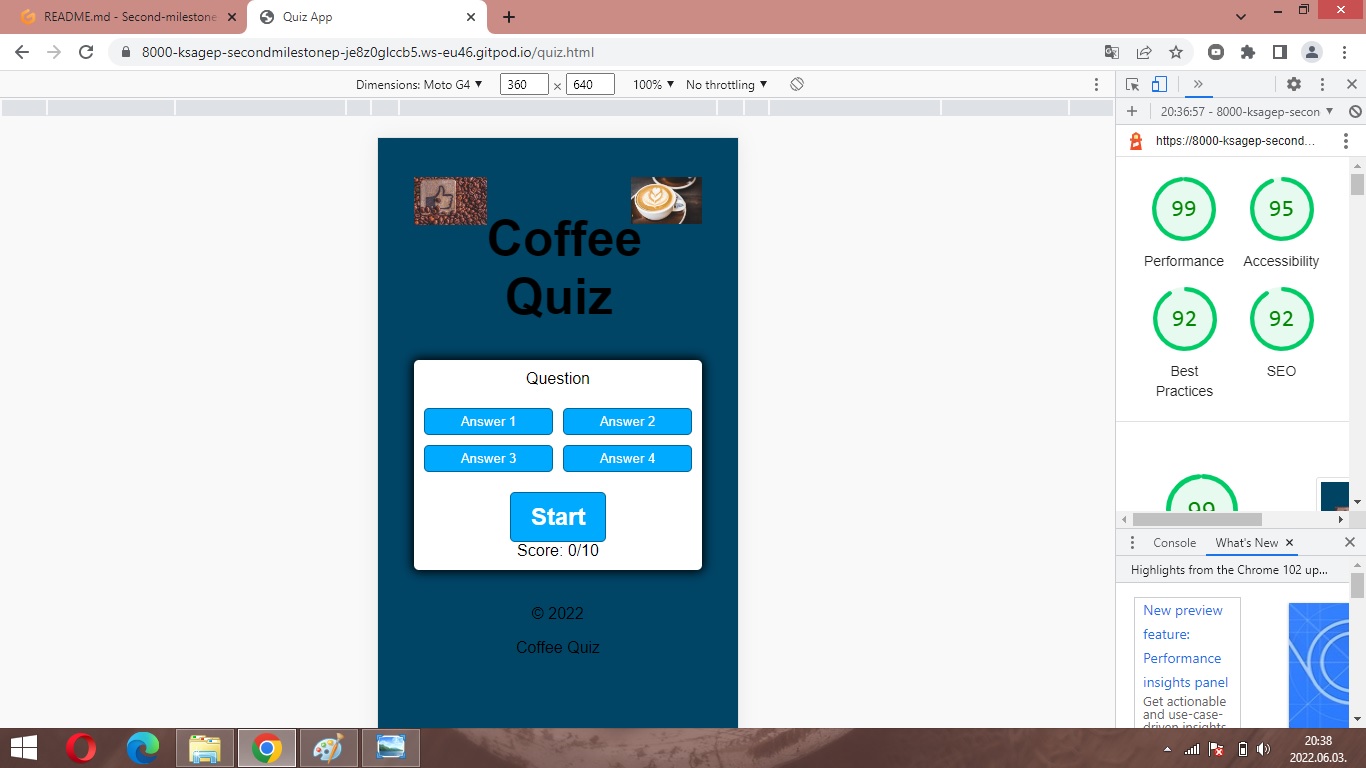 README.md - Second-milestone
Quiz App
8000-ksagep-secondmilestonep-je8z0glccb5.ws-eu46.gitpod.io/quiz.html
Dimensions: Moto G4 360 × 640 100% No throttling
20:36:57 - 8000-ksagep-secon
https://8000-ksagep-second...
99 95
Performance Accessibility
92 92
Best Practices SEO
99
Coffee
Quiz
Question
Answer 1 Answer 2
Answer 3 Answer 4
Start
Score: 0/10
© 2022
Coffee Quiz
Console What's New
Highlights from the Chrome 102 up...
New preview
feature:
Performance
insights panel
Get actionable
and use-case-
driven insights
20:38
2022.06.03.